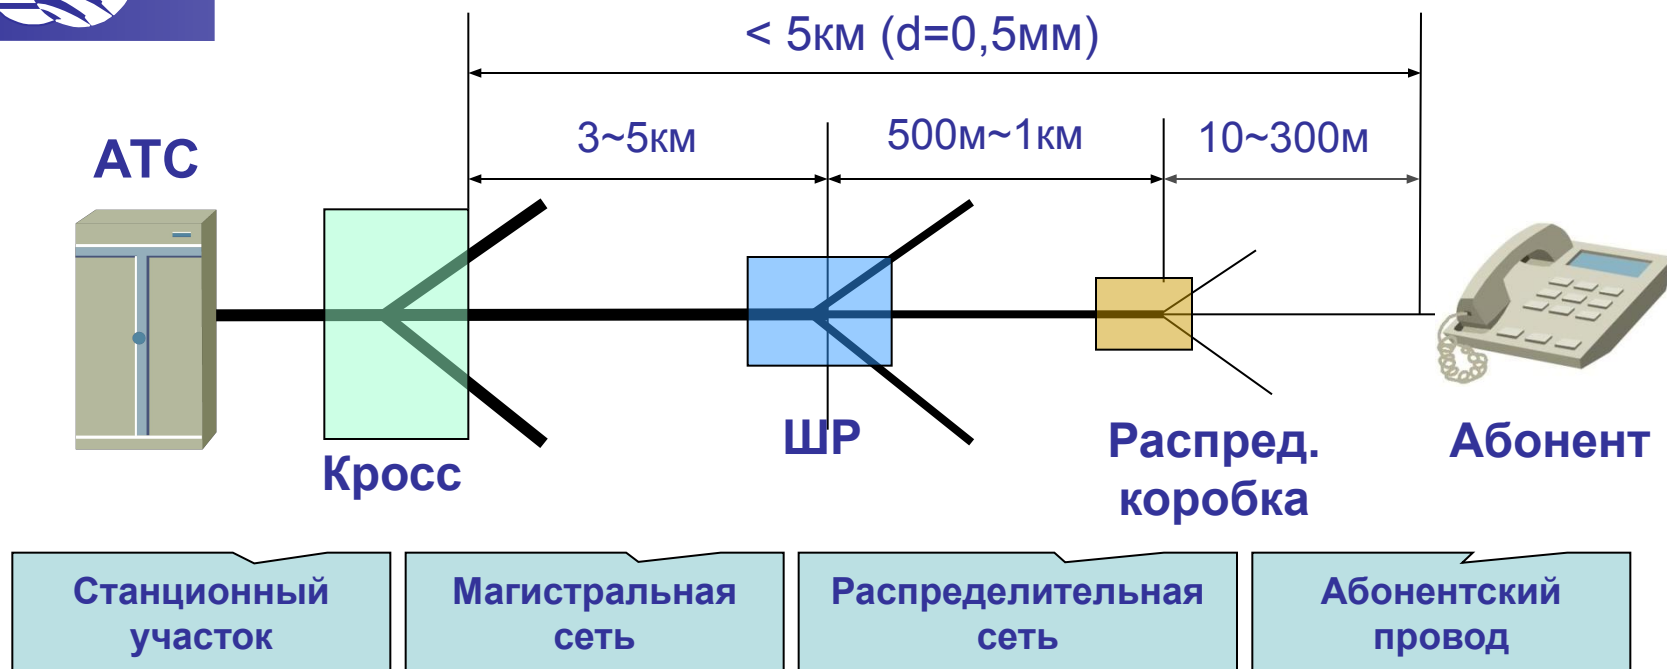 < 5км (d=0,5мм)
3~5км
500м~1км
10~300м
АТС
ШР
Кросс
Распред.
коробка
Абонент
Станционный
участок
Магистральная
сеть
Распределительная
сеть
Абонентский
провод